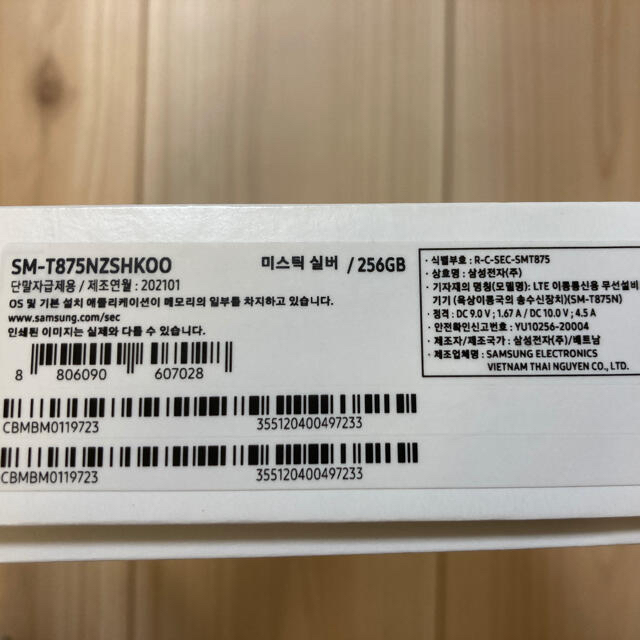 SM-T875NZSHKOO
미스틱 실버 / 256GB
단말자급제용 / 제조연월 : 202101
OS 및 기본 설치 애플리케이션이 메모리의 일부를 차지하고 있습니다.
www.samsung.com/sec
인쇄된 이미지는 실제와 다를 수 있습니다.
8 806090 607028
CBMBM0119723 355120400497233
CBMBM0119723 355120400497233
· 식별부호 : R-C-SEC-SMT875
· 상호명 : 삼성전자(주)
· 기자재의 명칭(모델명): LTE 이동통신용 무선설비의
기기 (육상이동국의 송수신장치)(SM-T875N)
· 정격 : DC 9.0 V ; 1.67 A / DC 10.0 V ; 4.5 A
· 안전확인신고번호 : YU10256-20004
· 제조자/제조국가 : 삼성전자(주)/베트남
· 제조업체명 : SAMSUNG ELECTRONICS
VIETNAM THAI NGUYEN CO., LTD.